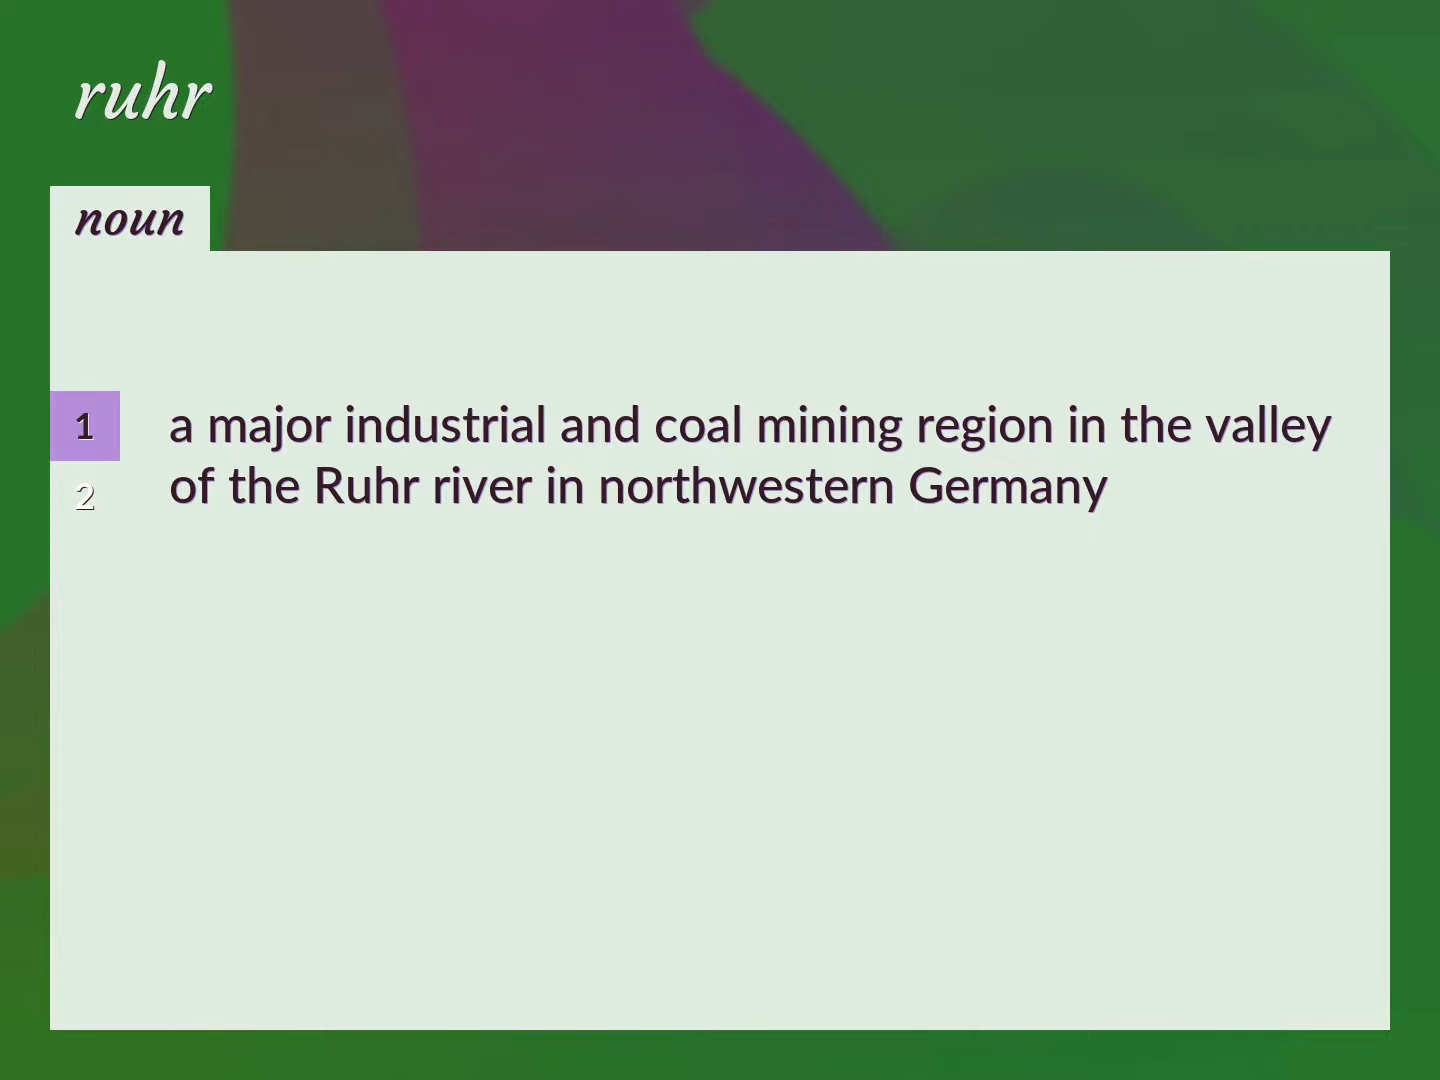 ruhr
noun
1
a major industrial and coal mining region in the valley
of the Ruhr river in northwestern Germany
2